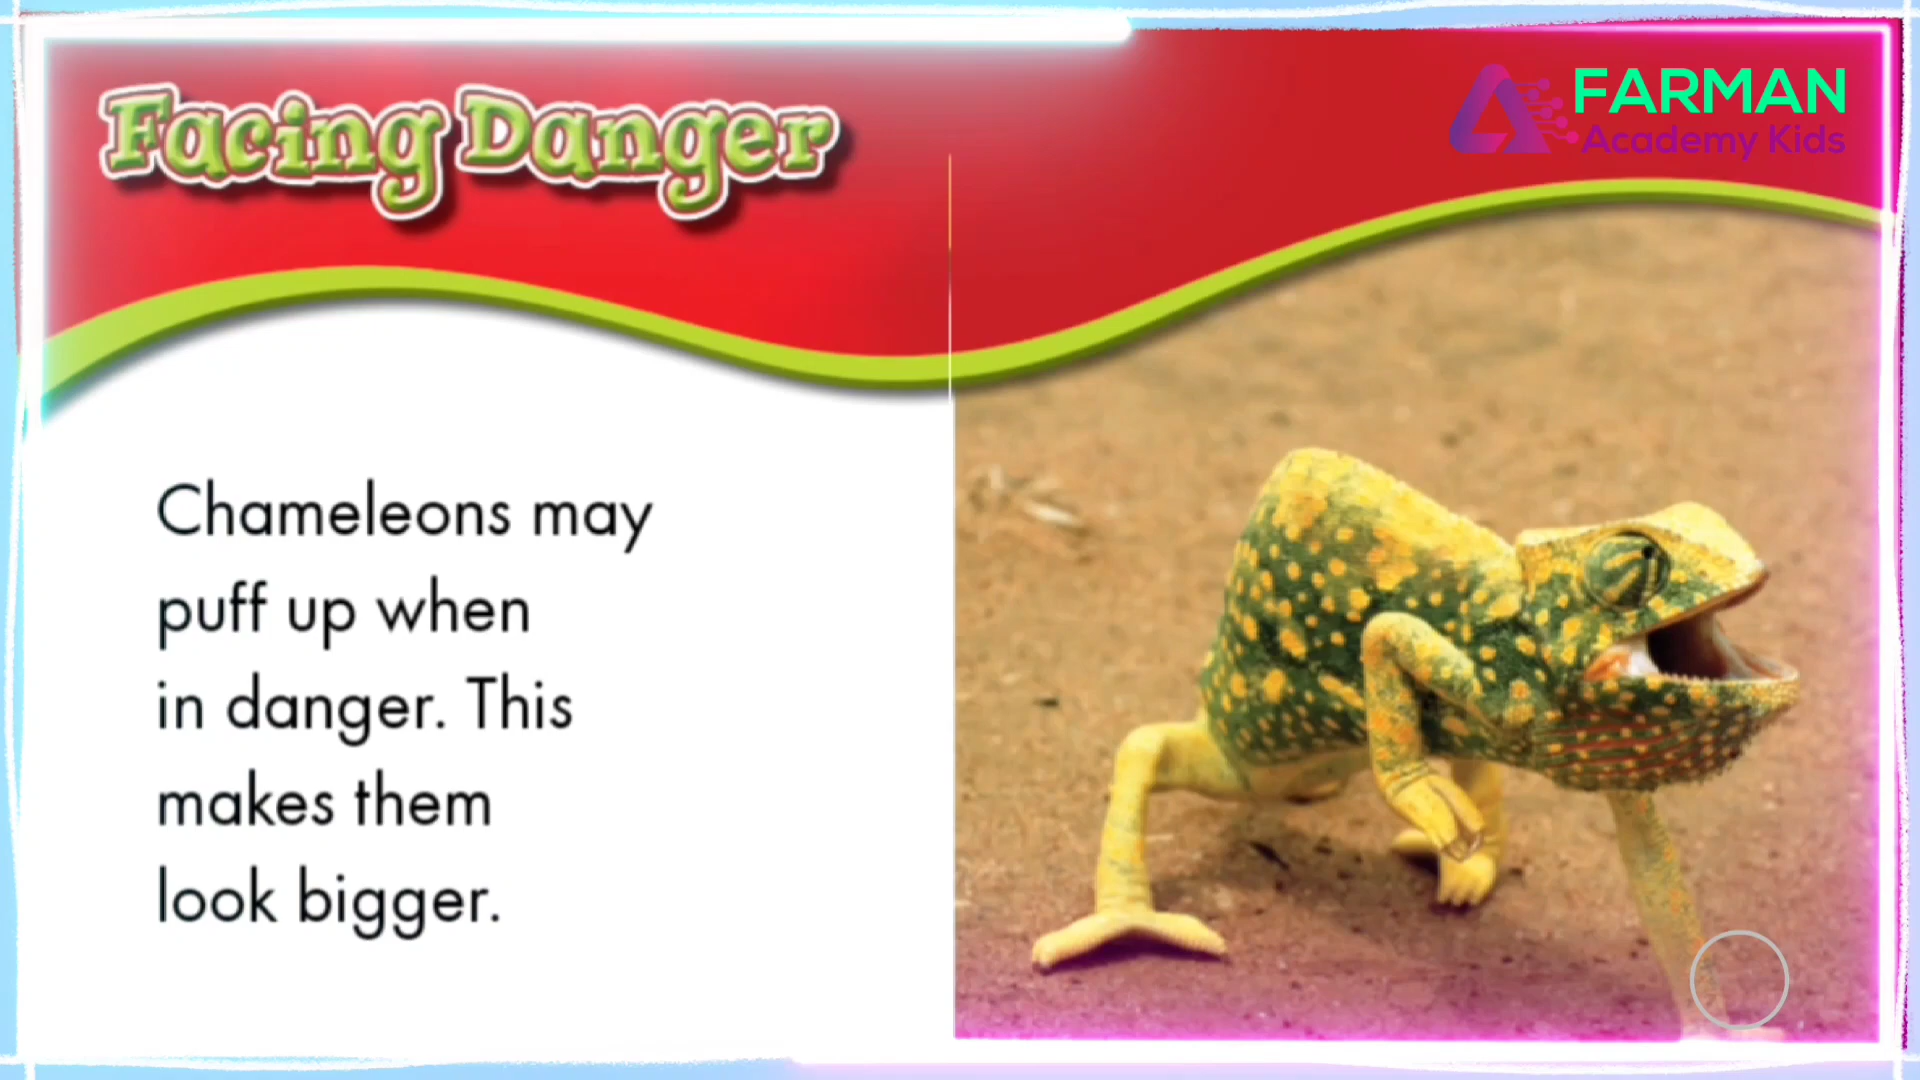 Facing Danger
FARMAN
Academy Kids
Chameleons may
puff up when
in danger. This
makes them
look bigger.